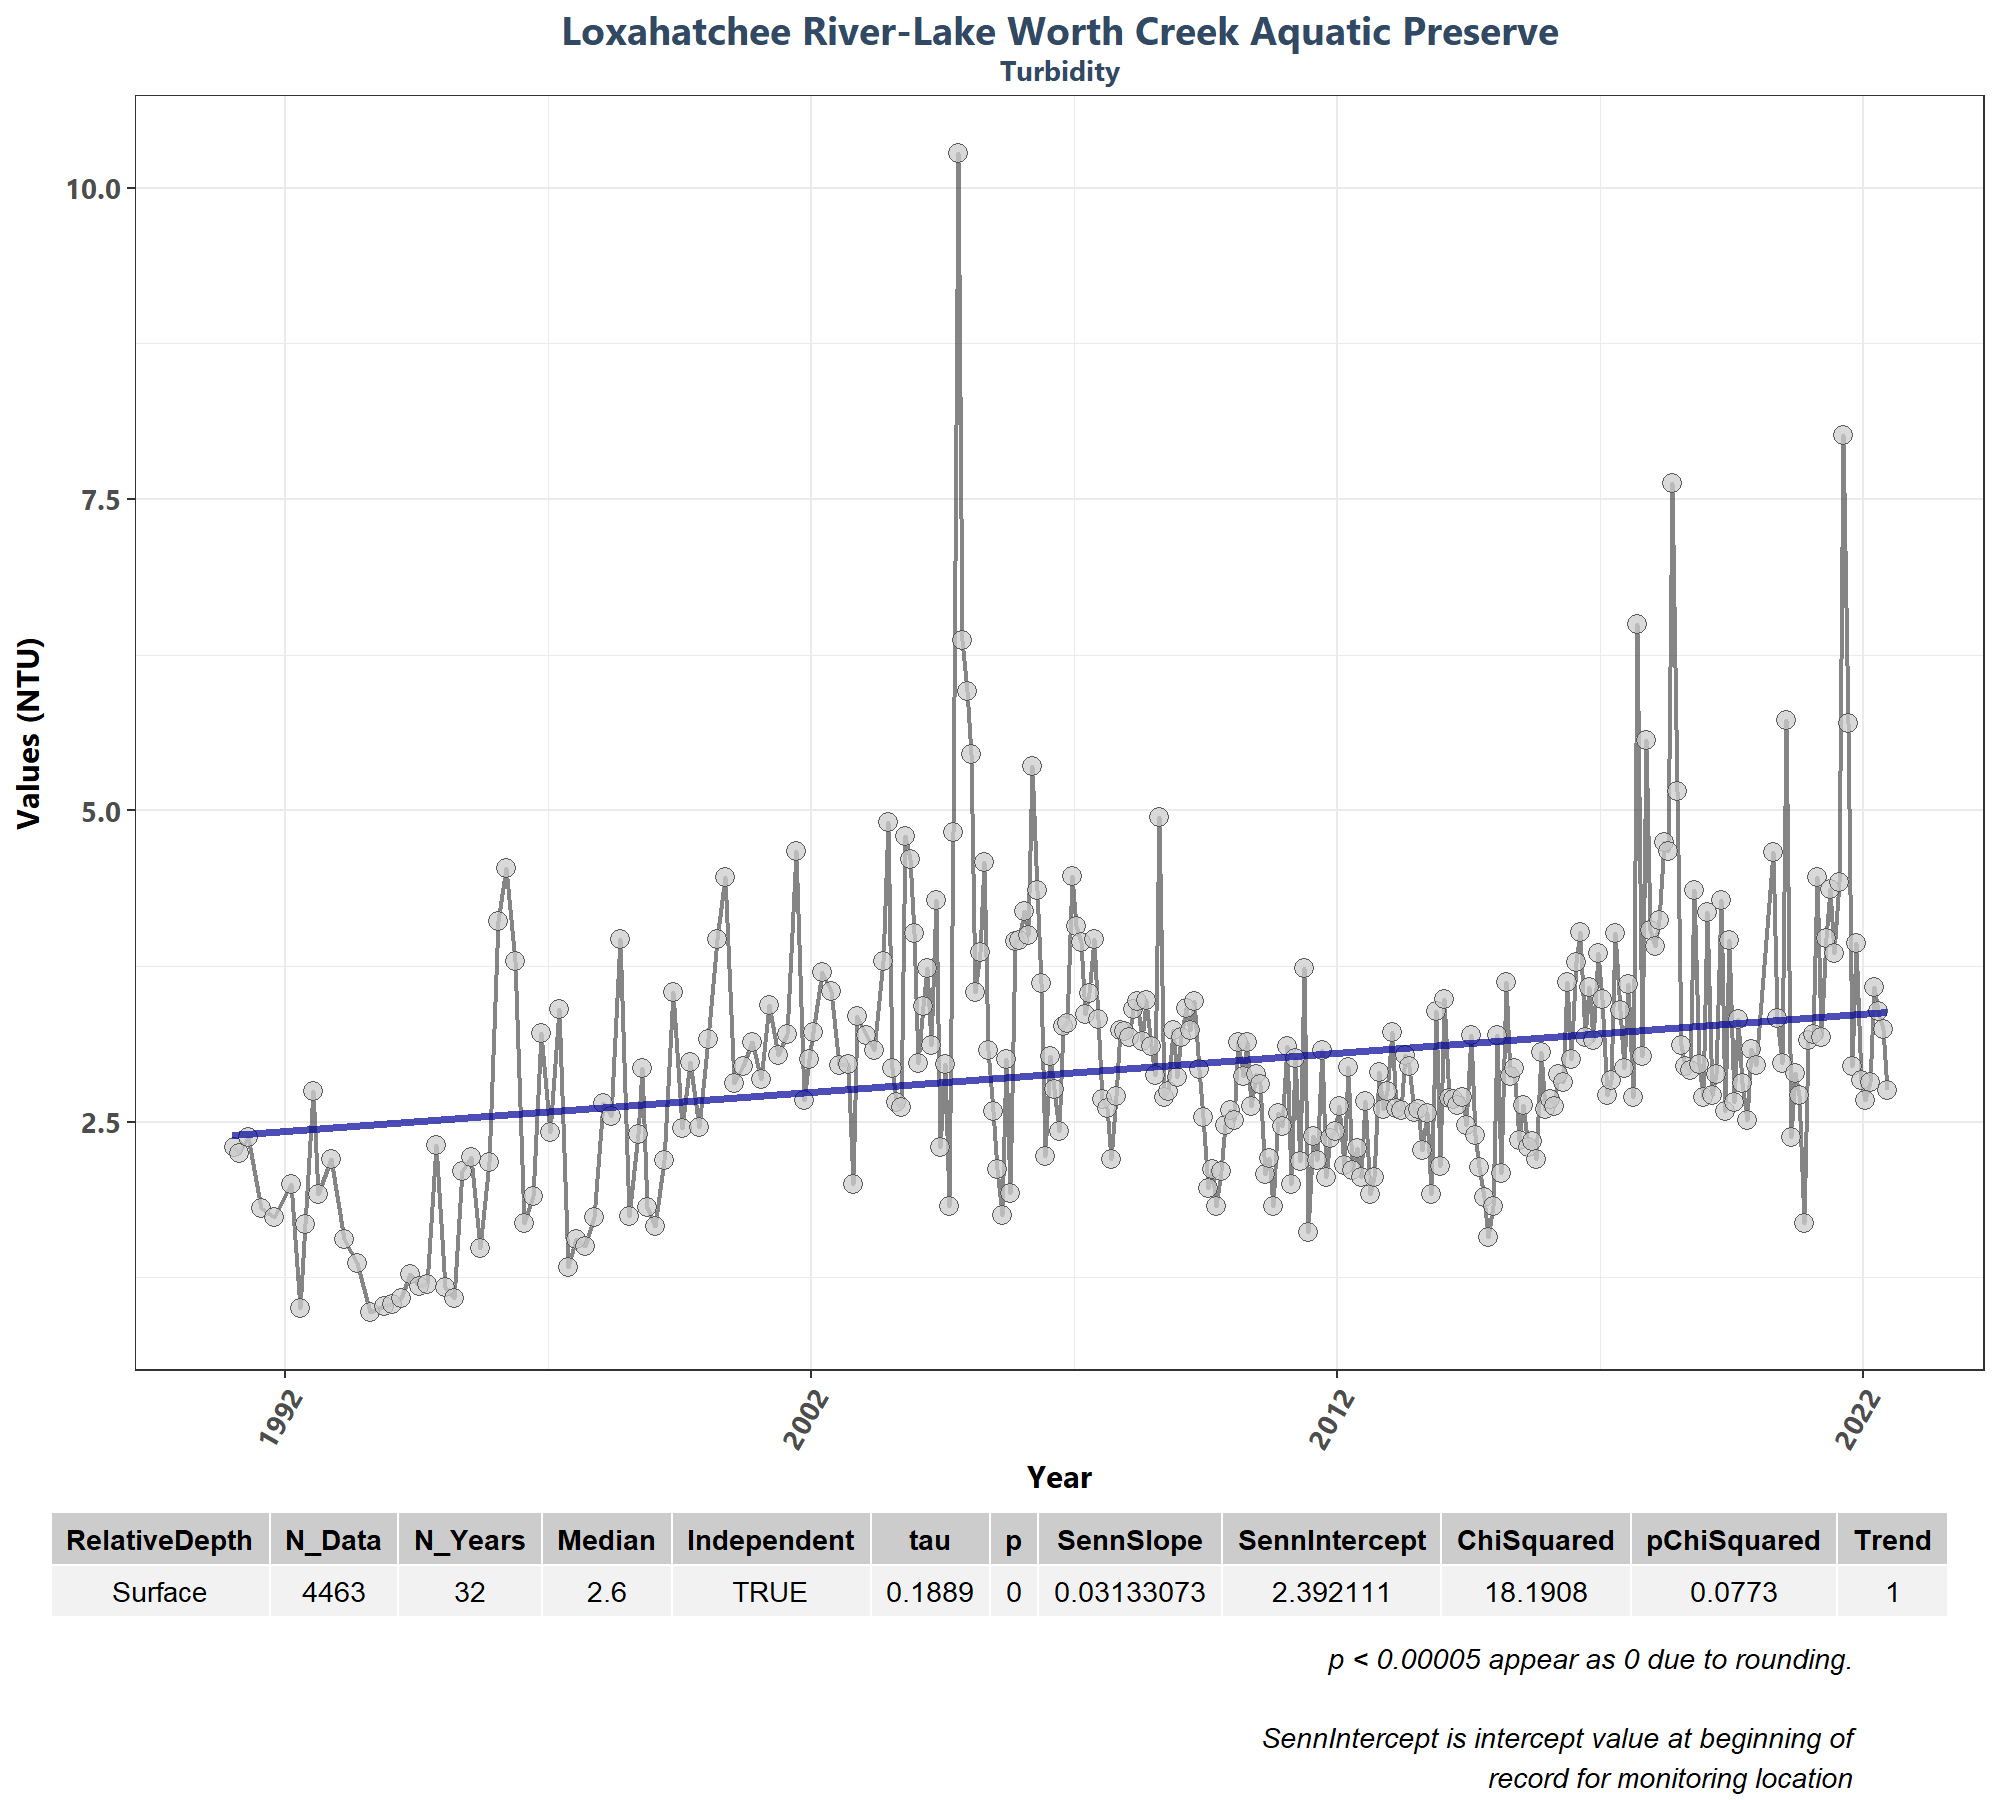 Loxahatchee River-Lake Worth Creek Aquatic Preserve
Turbidity
10.0
7.5
5.0
2.5
Values (NTU)
1992 2002 2012 2022
Year
RelativeDepth N_Data N_Years Median Independent tau p SennSlope SennIntercept ChiSquared pChiSquared Trend
Surface 4463 32 2.6 TRUE 0.1889 0 0.03133073 2.392111 18.1908 0.0773 1
p < 0.00005 appear as 0 due to rounding.
SennIntercept is intercept value at beginning of
record for monitoring location